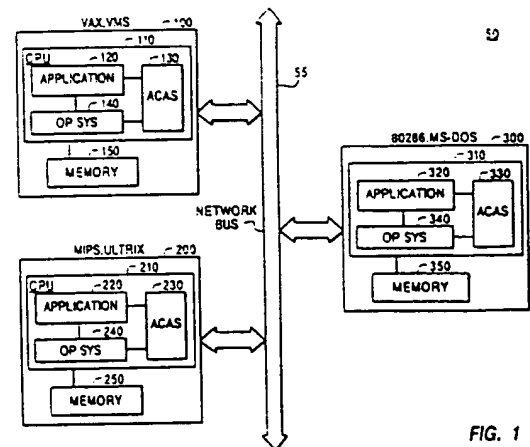 VAX.VMS 100
110
CPU 120 130
APPLICATION ACAS
140
OP SYS
150
MEMORY
50
55
NETWORK BUS
80286.MS-DOS 300
310
320 330
APPLICATION ACAS
340
OP SYS
350
MEMORY
MIPS.ULTRIX 200
210
CPU 220 230
APPLICATION ACAS
240
OP SYS
250
MEMORY
FIG. 1